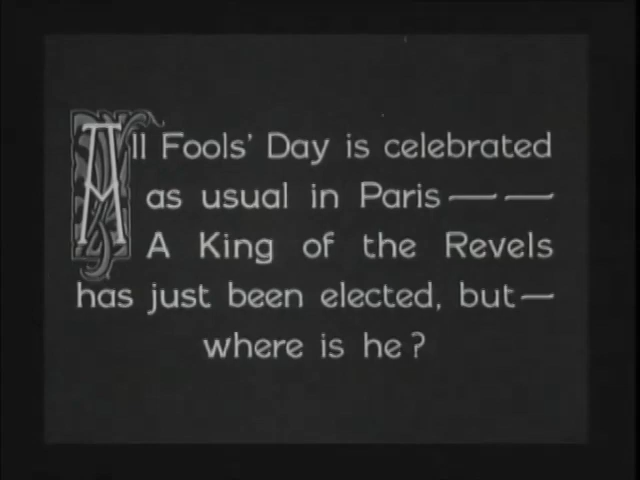 All Fools' Day is celebrated
as usual in Paris — —
A King of the Revels
has just been elected, but—
where is he?